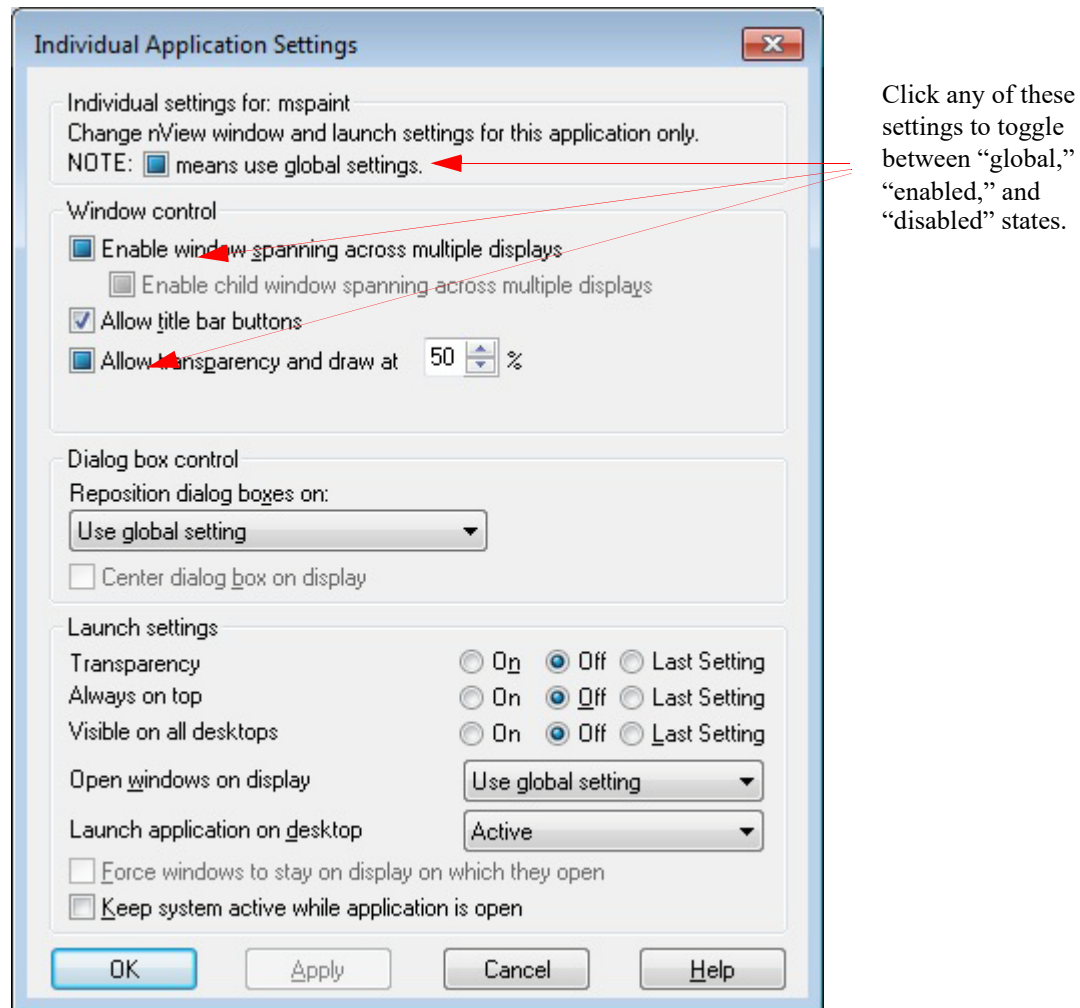 Individual Application Settings
Individual settings for: mspaint
Change nView window and launch settings for this application only.
NOTE: means use global settings.
Click any of these
settings to toggle
between “global,”
“enabled,” and
“disabled” states.
Window control
Enable window spanning across multiple displays
Enable child window spanning across multiple displays
Allow title bar buttons
Allow transparency and draw at 50 %
Dialog box control
Reposition dialog boxes on:
Use global setting
Center dialog box on display
Launch settings
Transparency On Off Last Setting
Always on top On Off Last Setting
Visible on all desktops On Off Last Setting
Open windows on display Use global setting
Launch application on desktop Active
Force windows to stay on display on which they open
Keep system active while application is open
OK Apply Cancel Help